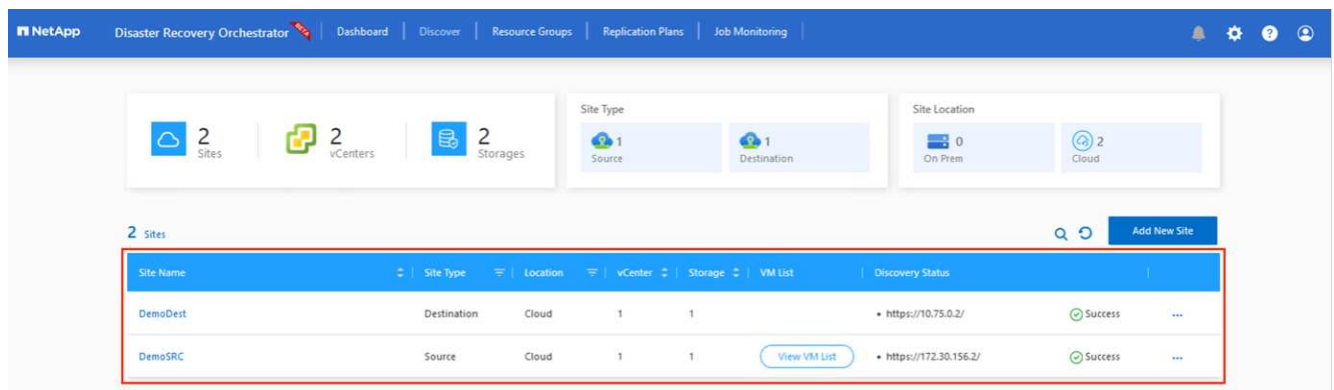 NetApp Disaster Recovery Orchestrator BETA Dashboard Discover Resource Groups Replication Plans Job Monitoring
2 Sites
2 vCenters
2 Storages
Site Type
1 Source
1 Destination
Site Location
0 On Prem
2 Cloud
2 Sites
Add New Site
Site Name Site Type Location vCenter Storage VM List Discovery Status
DemoDest Destination Cloud 1 1 • https://10.75.0.2/ Success ...
DemoSRC Source Cloud 1 1 View VM List • https://172.30.156.2/ Success ...